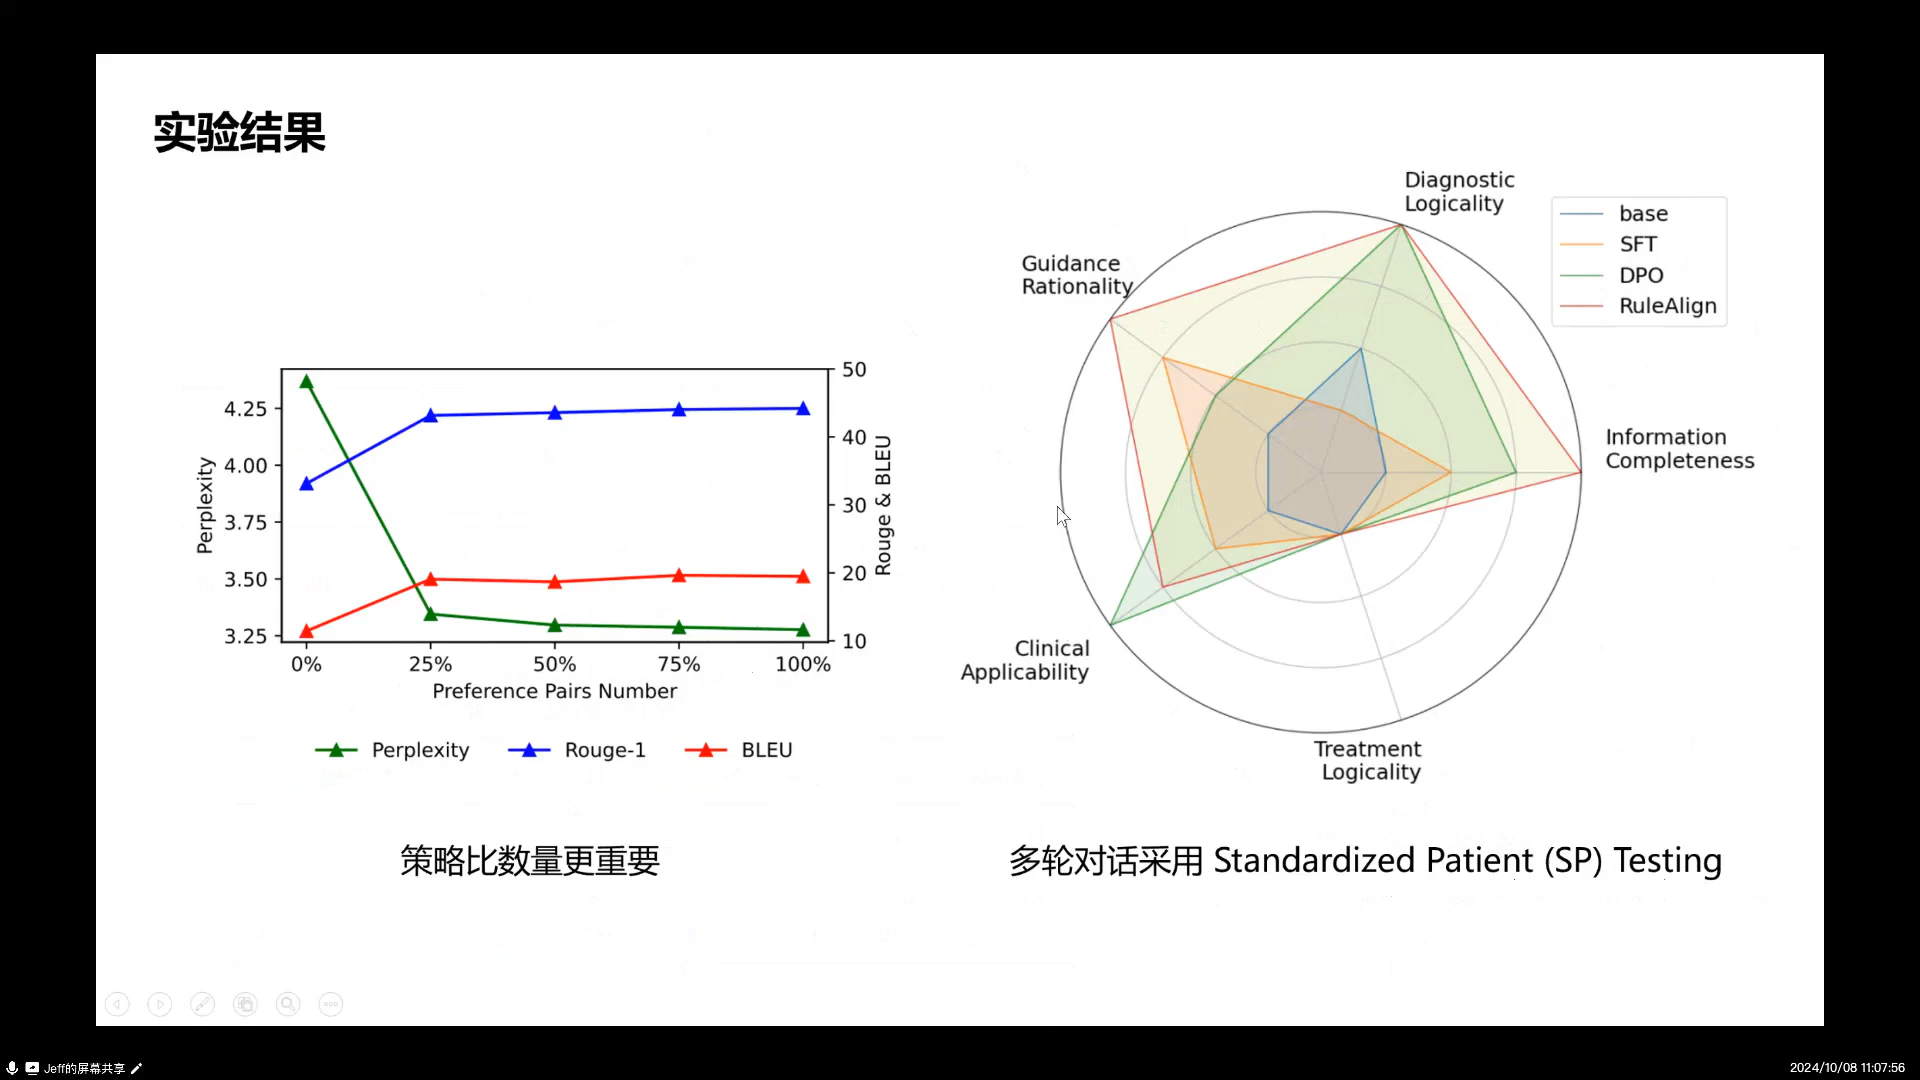 实验结果
4.25
4.00
3.75
3.50
3.25
Perplexity
50
40
30
20
10
Rouge & BLEU
0% 25% 50% 75% 100%
Preference Pairs Number
Perplexity Rouge-1 BLEU
策略比数量更重要
Diagnostic
Logicality
Guidance
Rationality
Information
Completeness
Clinical
Applicability
Treatment
Logicality
base
SFT
DPO
RuleAlign
多轮对话采用 Standardized Patient (SP) Testing
Jeff的屏幕共享
2024/10/08 11:07:56